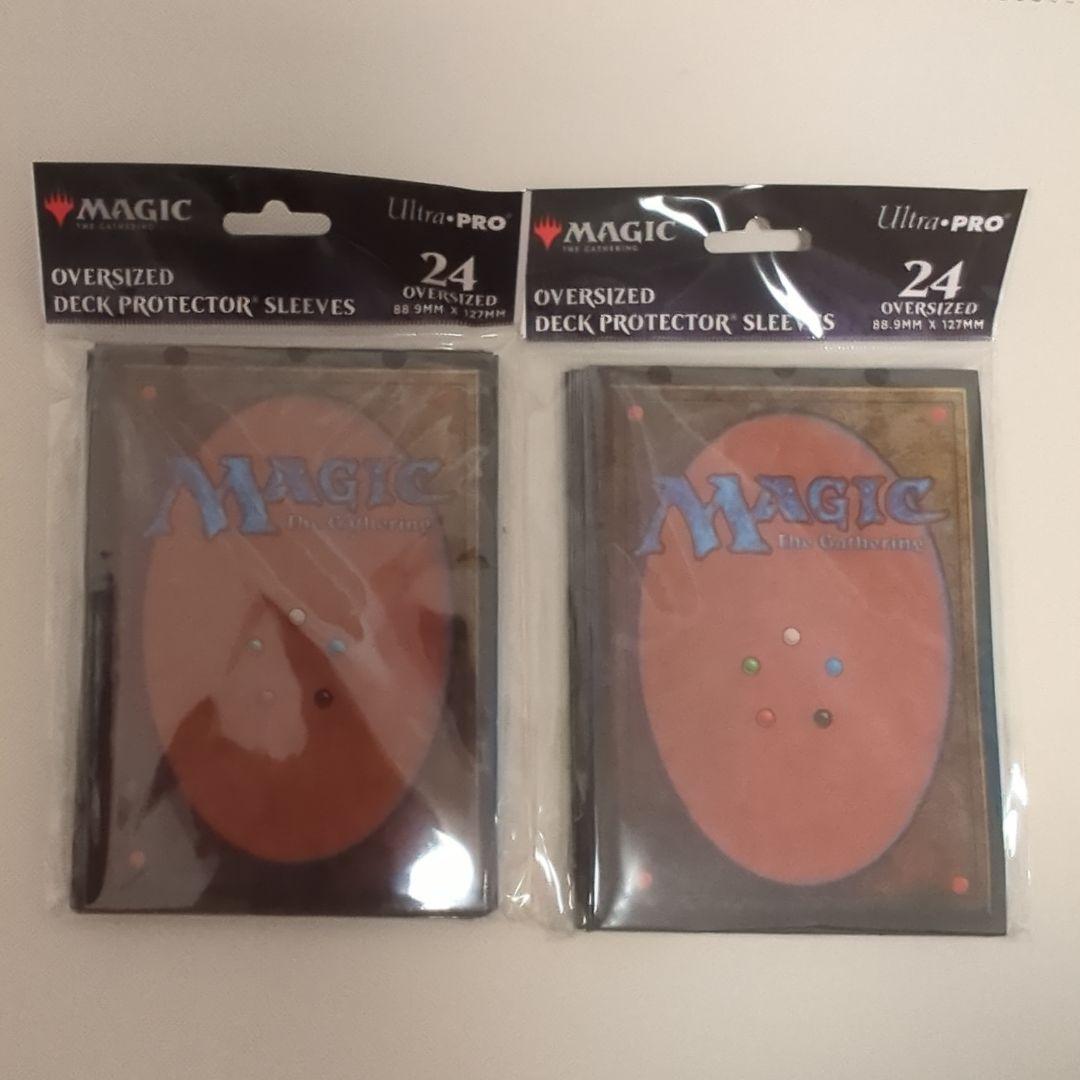 MAGIC
THE GATHERING
Ultra•PRO®
OVERSIZED
DECK PROTECTOR® SLEEVES
24
OVERSIZED
88.9MM X 127MM
MAGIC
The Gathering
MAGIC
THE GATHERING
Ultra•PRO®
OVERSIZED
DECK PROTECTOR® SLEEVES
24
OVERSIZED
88.9MM X 127MM
MAGIC
The Gathering